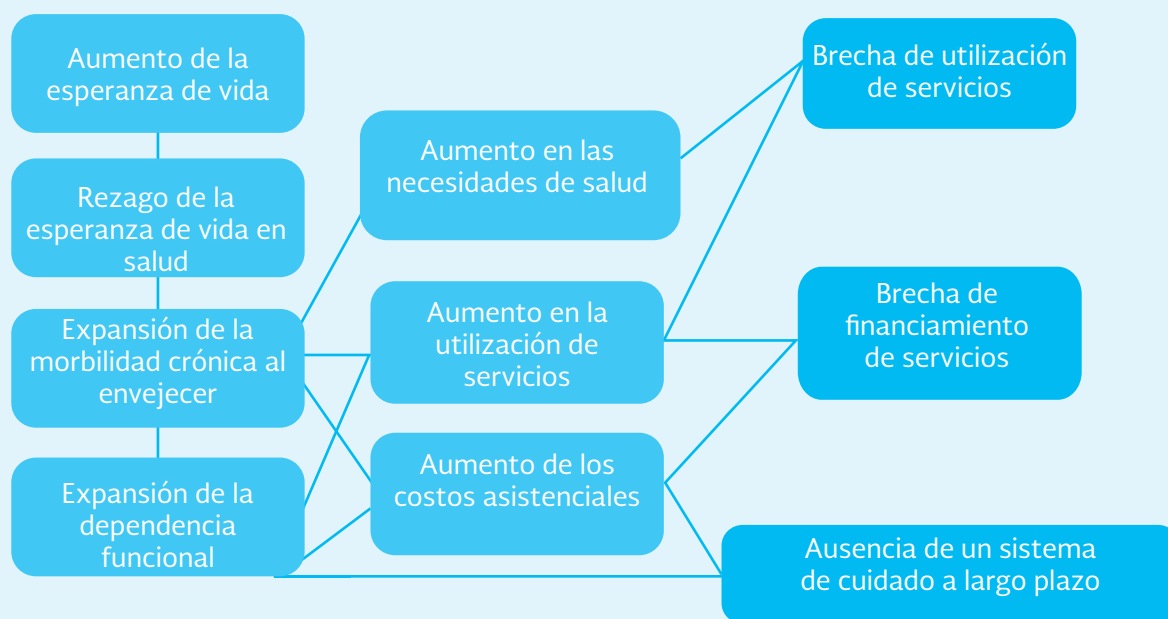 Aumento de la
esperanza de vida
Rezago de la
esperanza de vida en
salud
Expansión de la
morbilidad crónica al
envejecer
Expansión de la
dependencia
funcional
Aumento en las
necesidades de salud
Aumento en la
utilización de
servicios
Aumento de los
costos asistenciales
Brecha de utilización
de servicios
Brecha de
financiamiento
de servicios
Ausencia de un sistema
de cuidado a largo plazo